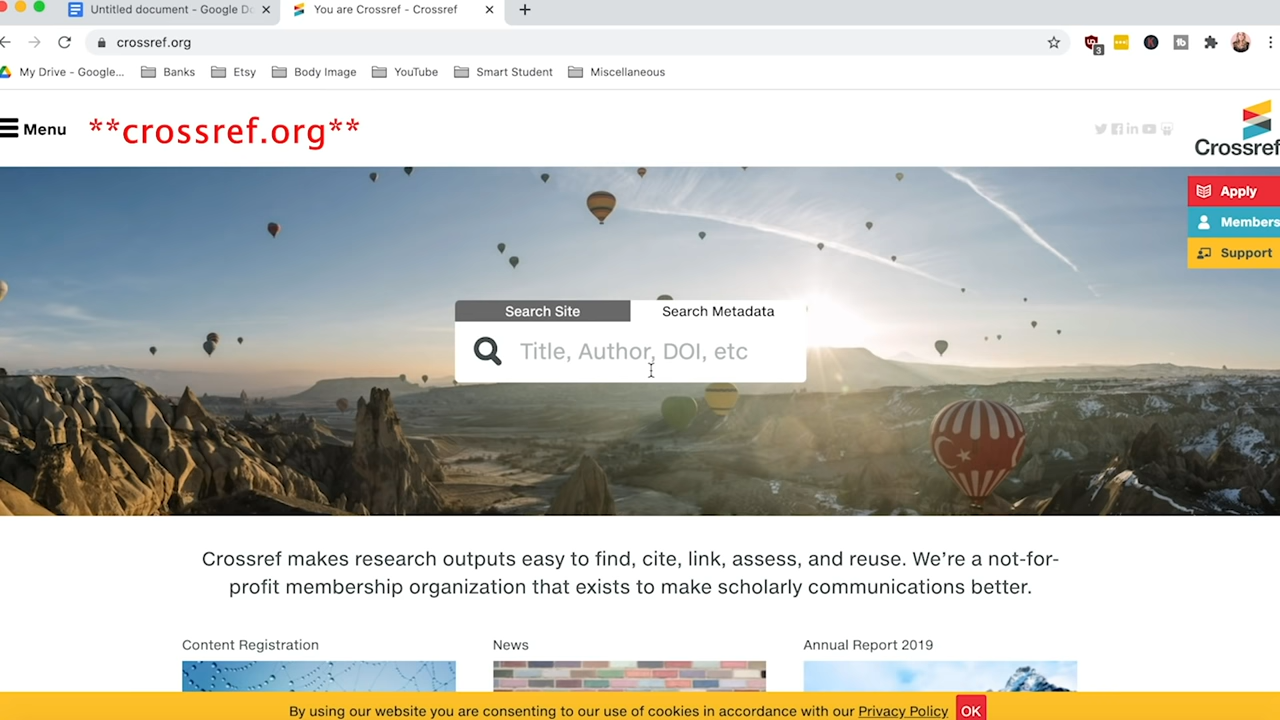 Untitled document - Google Do
You are Crossref - Crossref
crossref.org
3
My Drive - Google...
Banks
Etsy
Body Image
YouTube
Smart Student
Miscellaneous
Menu
**crossref.org**
Crossref
Apply
Members
Support
Search Site
Search Metadata
Title, Author, DOI, etc
Crossref makes research outputs easy to find, cite, link, assess, and reuse. We’re a not-for-
profit membership organization that exists to make scholarly communications better.
Content Registration
News
Annual Report 2019
By using our website you are consenting to our use of cookies in accordance with our Privacy Policy
OK